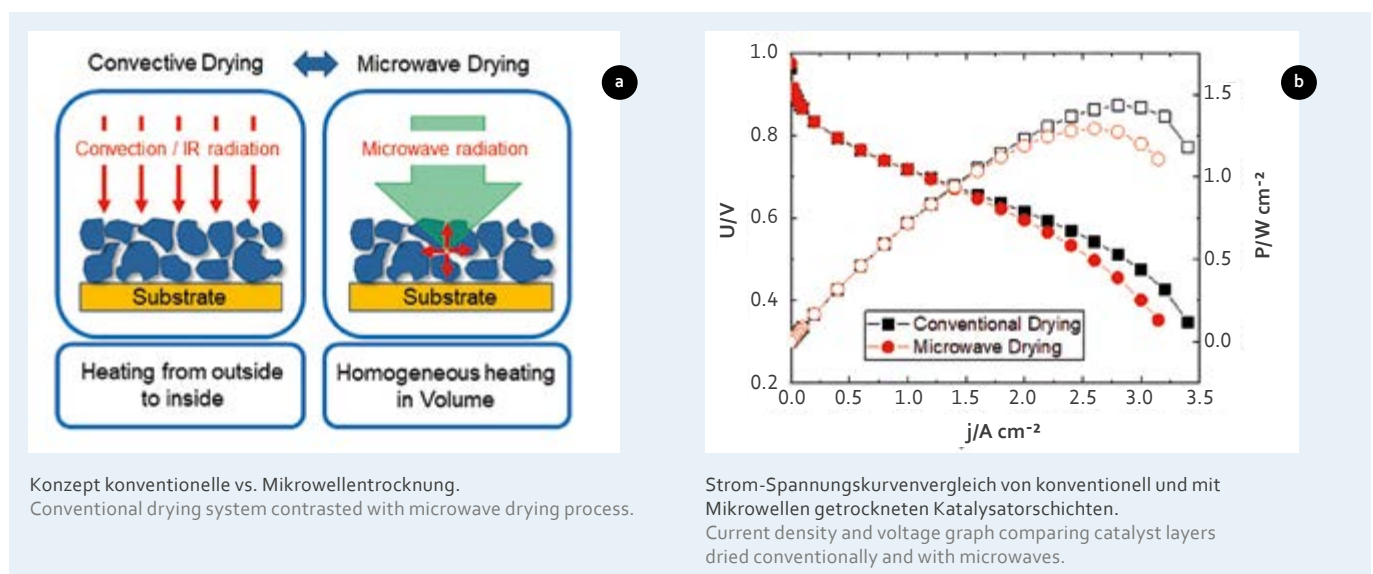 Convective Drying Microwave Drying
a
Convection / IR radiation
Microwave radiation
Substrate
Substrate
Heating from outside
to inside
Homogeneous heating
in Volume
b
1.0
0.8
0.6
0.4
0.2
U/V
1.5
1.0
0.5
0.0
P/W cm⁻²
Conventional Drying
Microwave Drying
0.0 0.5 1.0 1.5 2.0 2.5 3.0 3.5
j/A cm⁻²
Konzept konventionelle vs. Mikrowellentrocknung.
Conventional drying system contrasted with microwave drying process.
Strom-Spannungskurvenvergleich von konventionell und mit
Mikrowellen getrockneten Katalysatorschichten.
Current density and voltage graph comparing catalyst layers
dried conventionally and with microwaves.